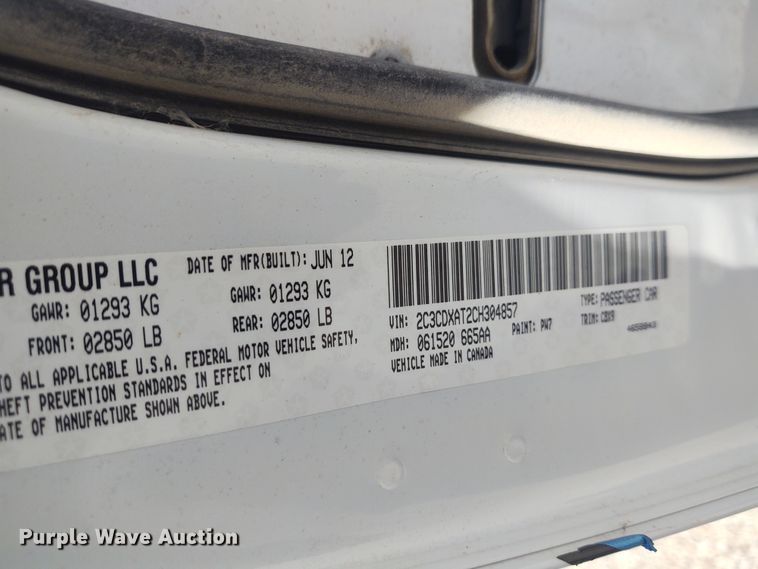 R GROUP LLC
DATE OF MFR(BUILT): JUN 12
GAWR: 01293 KG
GAWR: 01293 KG
FRONT: 02850 LB
REAR: 02850 LB
TO ALL APPLICABLE U.S.A. FEDERAL MOTOR VEHICLE SAFETY,
HEFT PREVENTION STANDARDS IN EFFECT ON
ATE OF MANUFACTURE SHOWN ABOVE.
VIN: 2C3CDXAT2CH304857
TYPE: PASSENGER CAR
MDH: 061520 665AA
PAINT: PW7
TRIM: CBX9
VEHICLE MADE IN CANADA
Purple Wave Auction